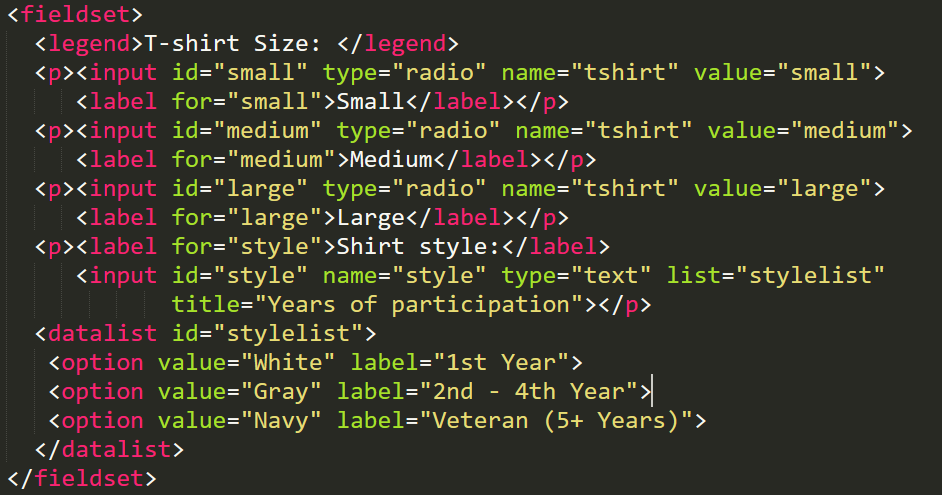 <fieldset>
  <legend>T-shirt Size: </legend>
  <p><input id="small" type="radio" name="tshirt" value="small">
     <label for="small">Small</label></p>
  <p><input id="medium" type="radio" name="tshirt" value="medium">
     <label for="medium">Medium</label></p>
  <p><input id="large" type="radio" name="tshirt" value="large">
     <label for="large">Large</label></p>
  <p><label for="style">Shirt style:</label>
     <input id="style" name="style" type="text" list="stylelist"
            title="Years of participation"></p>
  <datalist id="stylelist">
   <option value="White" label="1st Year">
   <option value="Gray" label="2nd - 4th Year">
   <option value="Navy" label="Veteran (5+ Years)">
  </datalist>
</fieldset>